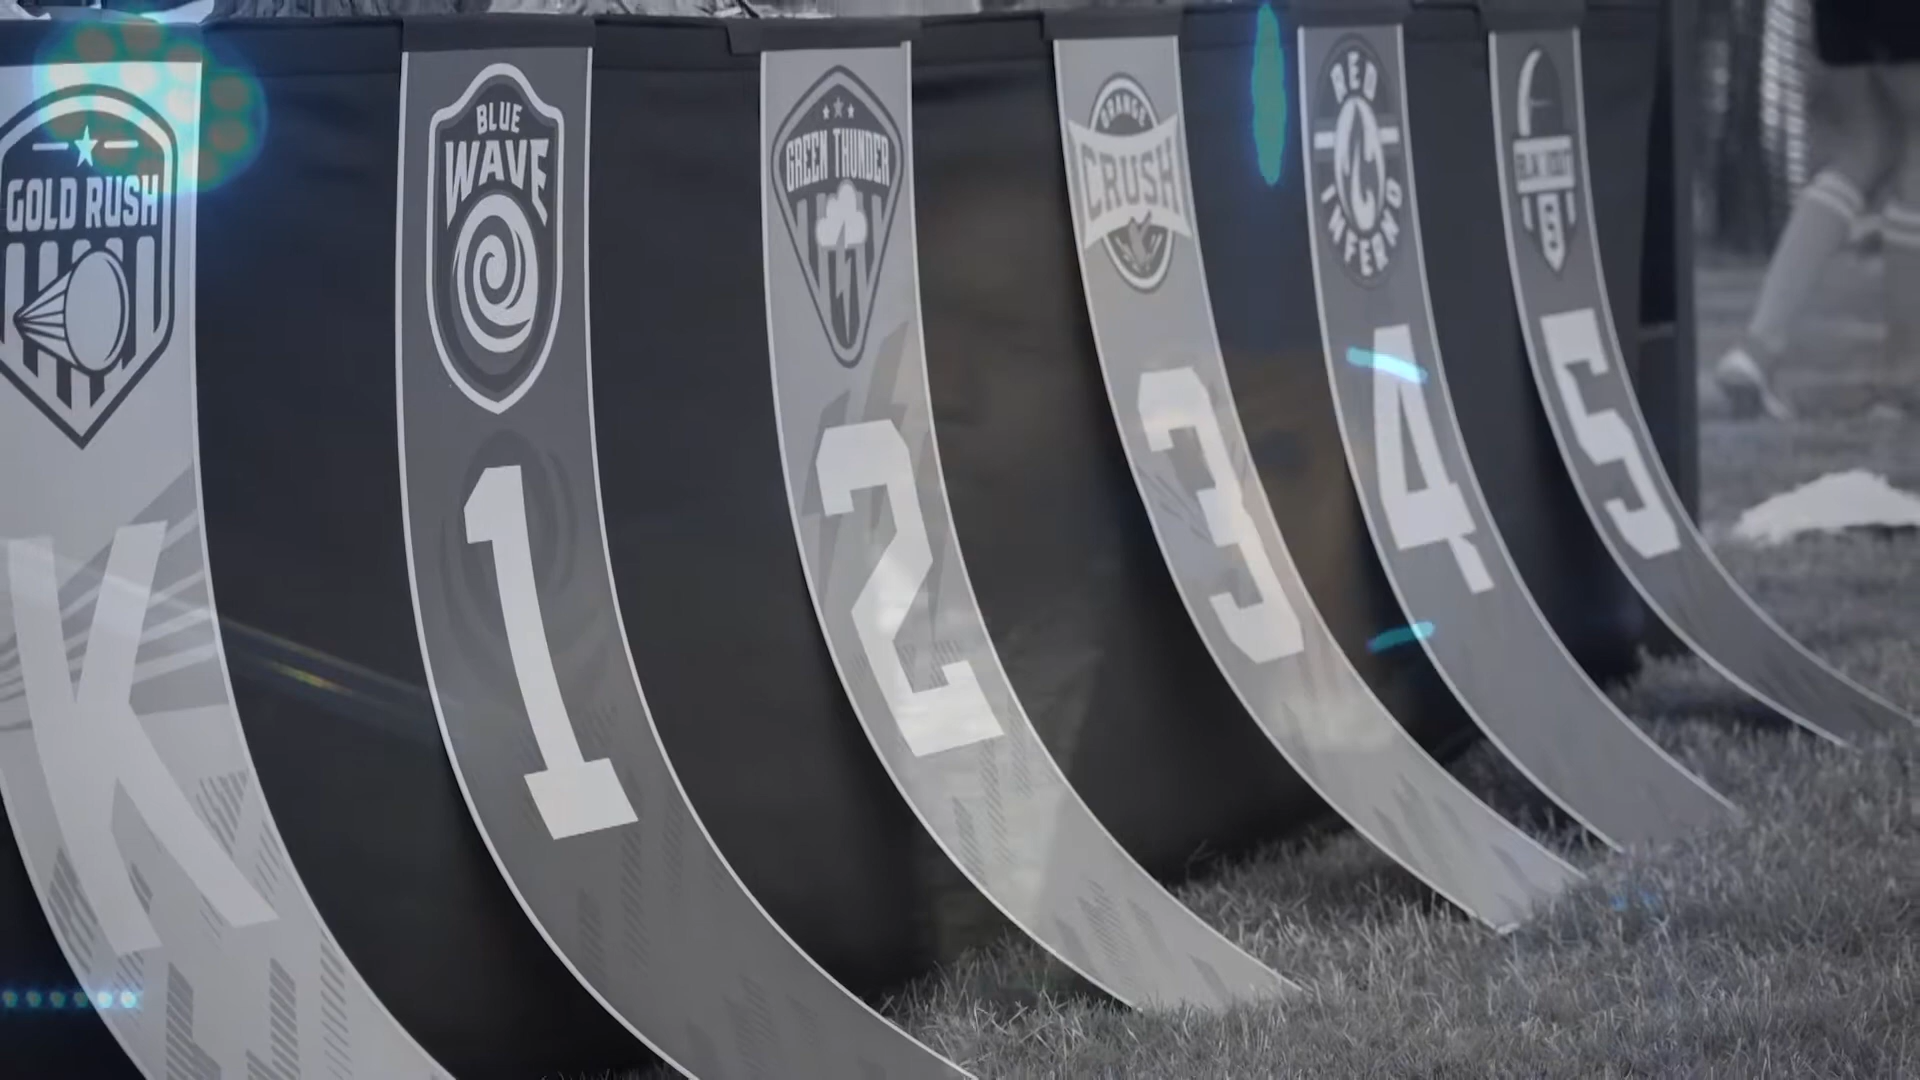 GOLD RUSH
K
BLUE
WAVE
1
GREEN THUNDER
2
ORANGE
CRUSH
3
RED
INFERNO
4
5